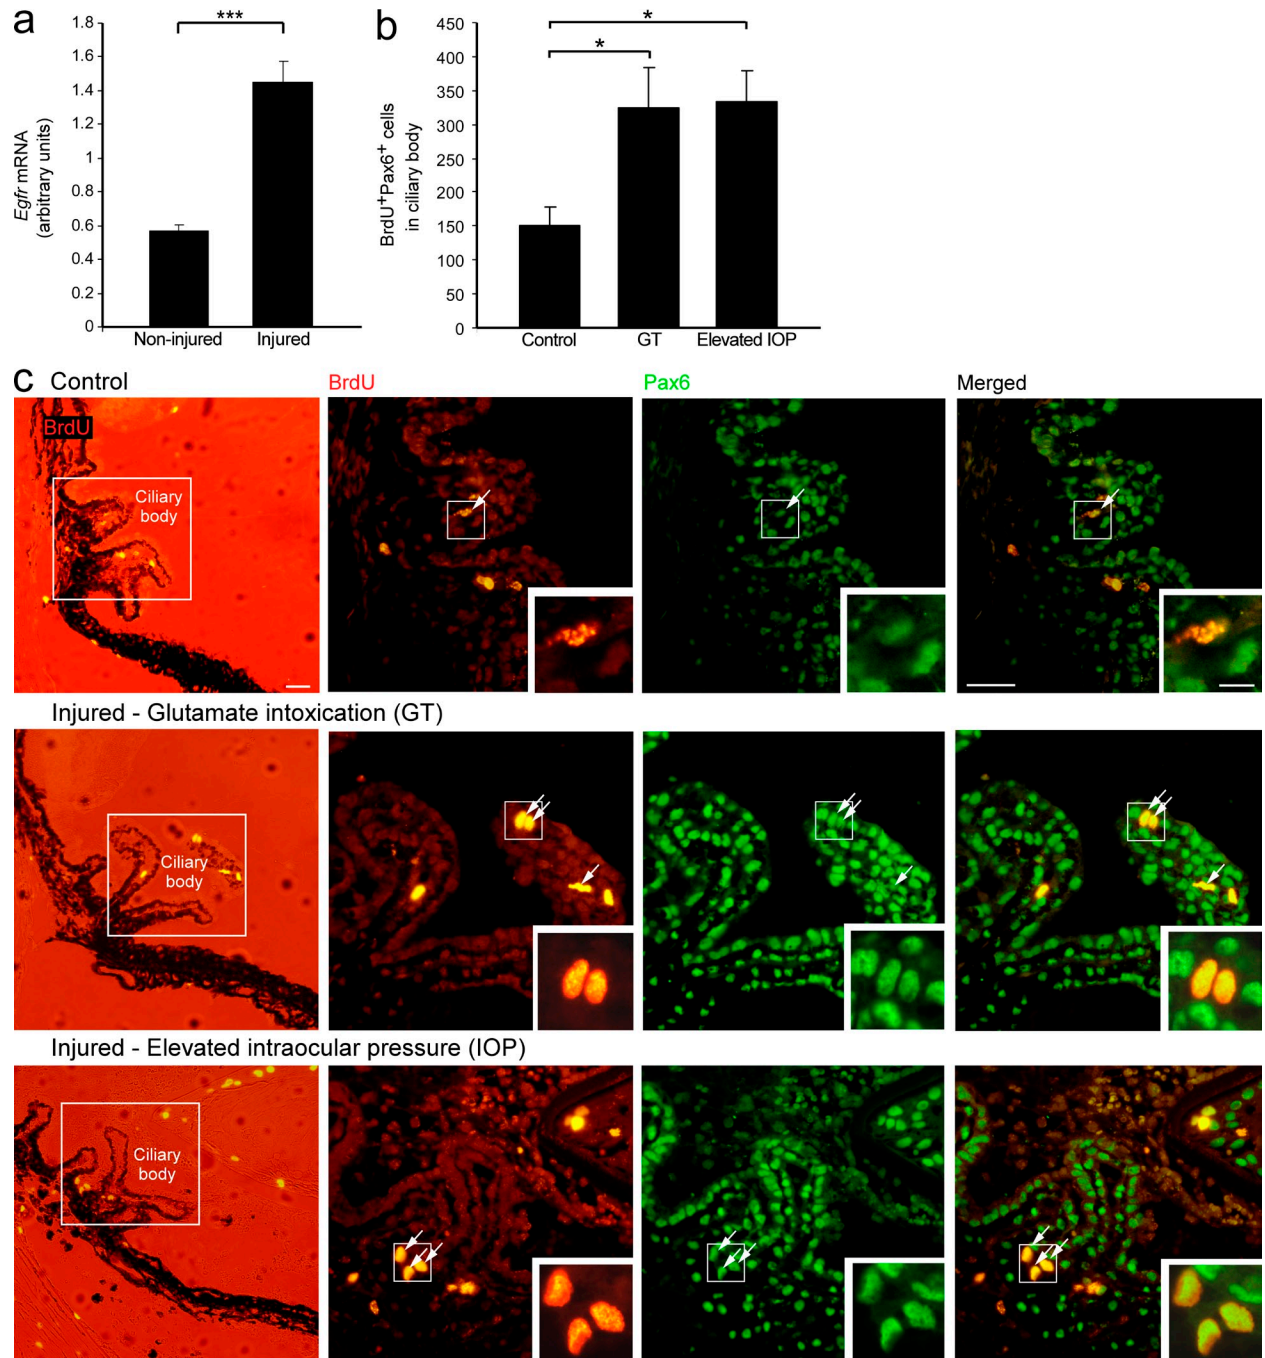 a
1.8
1.6
1.4
1.2
1
0.8
0.6
0.4
0.2
0
Egfr mRNA
(arbitrary units)
***
Non-injured
Injured
b
450
400
350
300
250
200
150
100
50
0
BrdU⁺Pax6⁺ cells
in ciliary body
*
*
Control
GT
Elevated IOP
c
Control
BrdU
Pax6
Merged
BrdU
Ciliary
body
Injured - Glutamate intoxication (GT)
Ciliary
body
Injured - Elevated intraocular pressure (IOP)
Ciliary
body